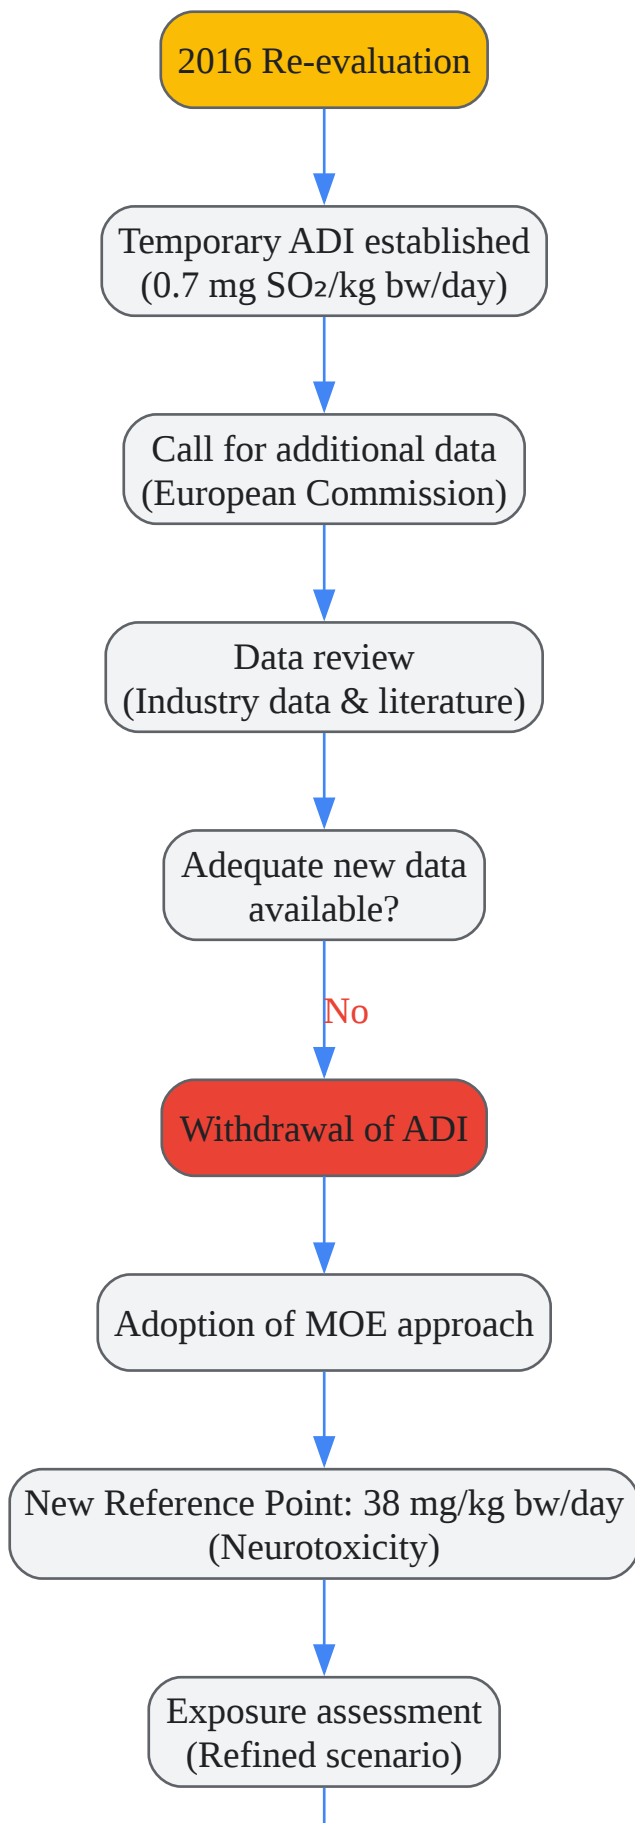 2016 Re-evaluation
Temporary ADI established
(0.7 mg SO₂/kg bw/day)
Call for additional data
(European Commission)
Data review
(Industry data & literature)
Adequate new data
available?
No
Withdrawal of ADI
Adoption of MOE approach
New Reference Point: 38 mg/kg bw/day
(Neurotoxicity)
Exposure assessment
(Refined scenario)